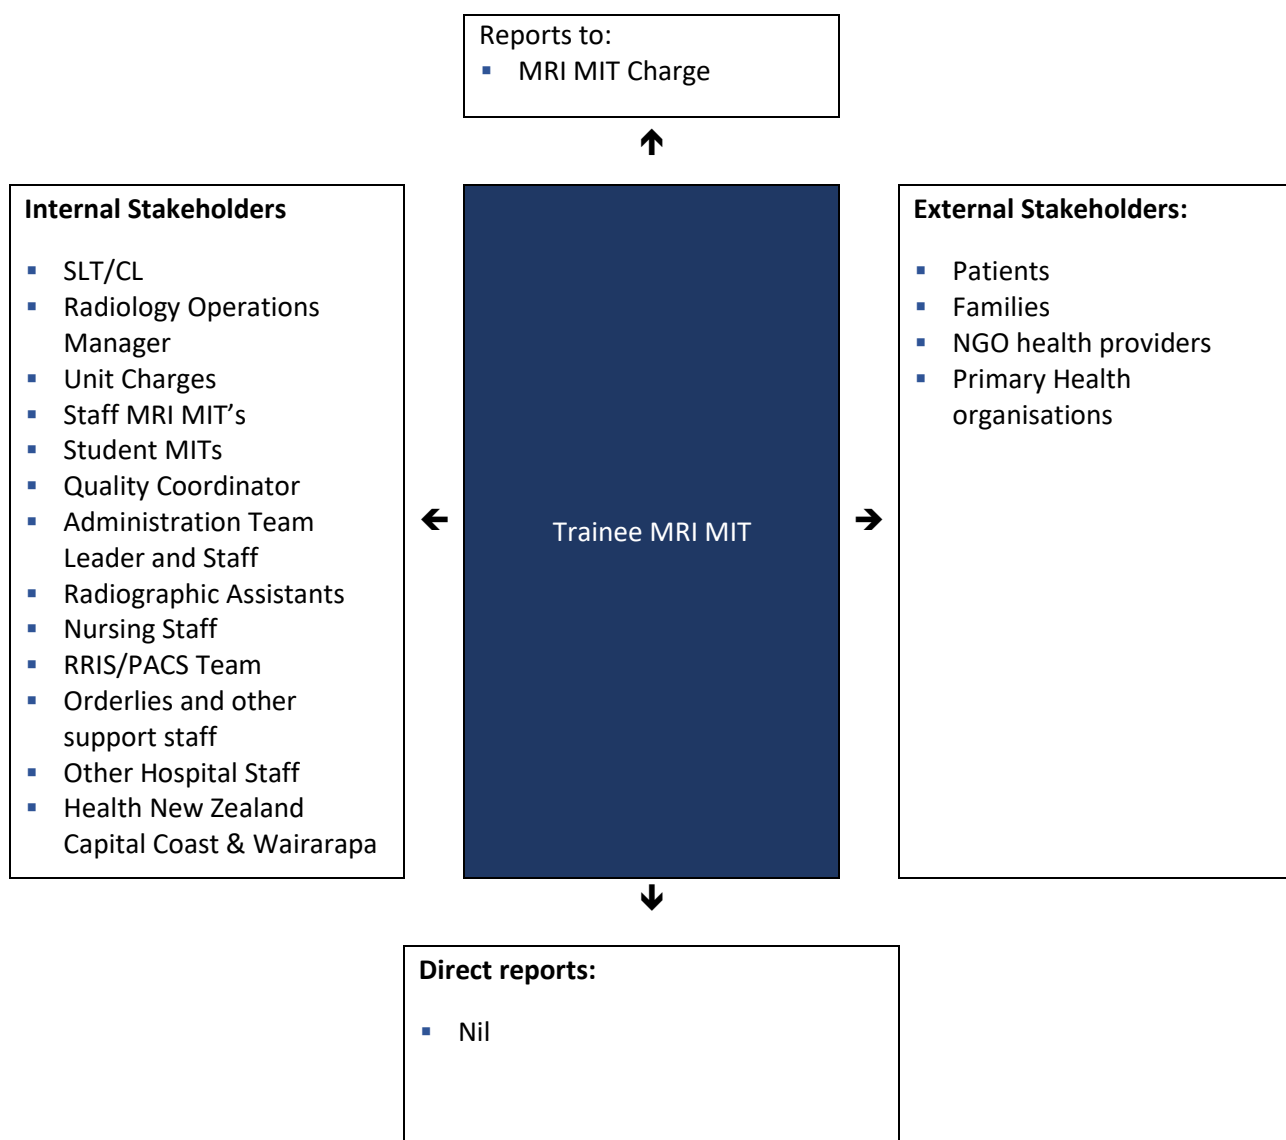 Reports to:
▪ MRI MIT Charge
Internal Stakeholders
▪ SLT/CL
▪ Radiology Operations
Manager
▪ Unit Charges
▪ Staff MRI MIT’s
▪ Student MITs
▪ Quality Coordinator
▪ Administration Team
Leader and Staff
▪ Radiographic Assistants
▪ Nursing Staff
▪ RRIS/PACS Team
▪ Orderlies and other
support staff
▪ Other Hospital Staff
▪ Health New Zealand
Capital Coast & Wairarapa
Trainee MRI MIT
External Stakeholders:
▪ Patients
▪ Families
▪ NGO health providers
▪ Primary Health
organisations
Direct reports:
▪ Nil